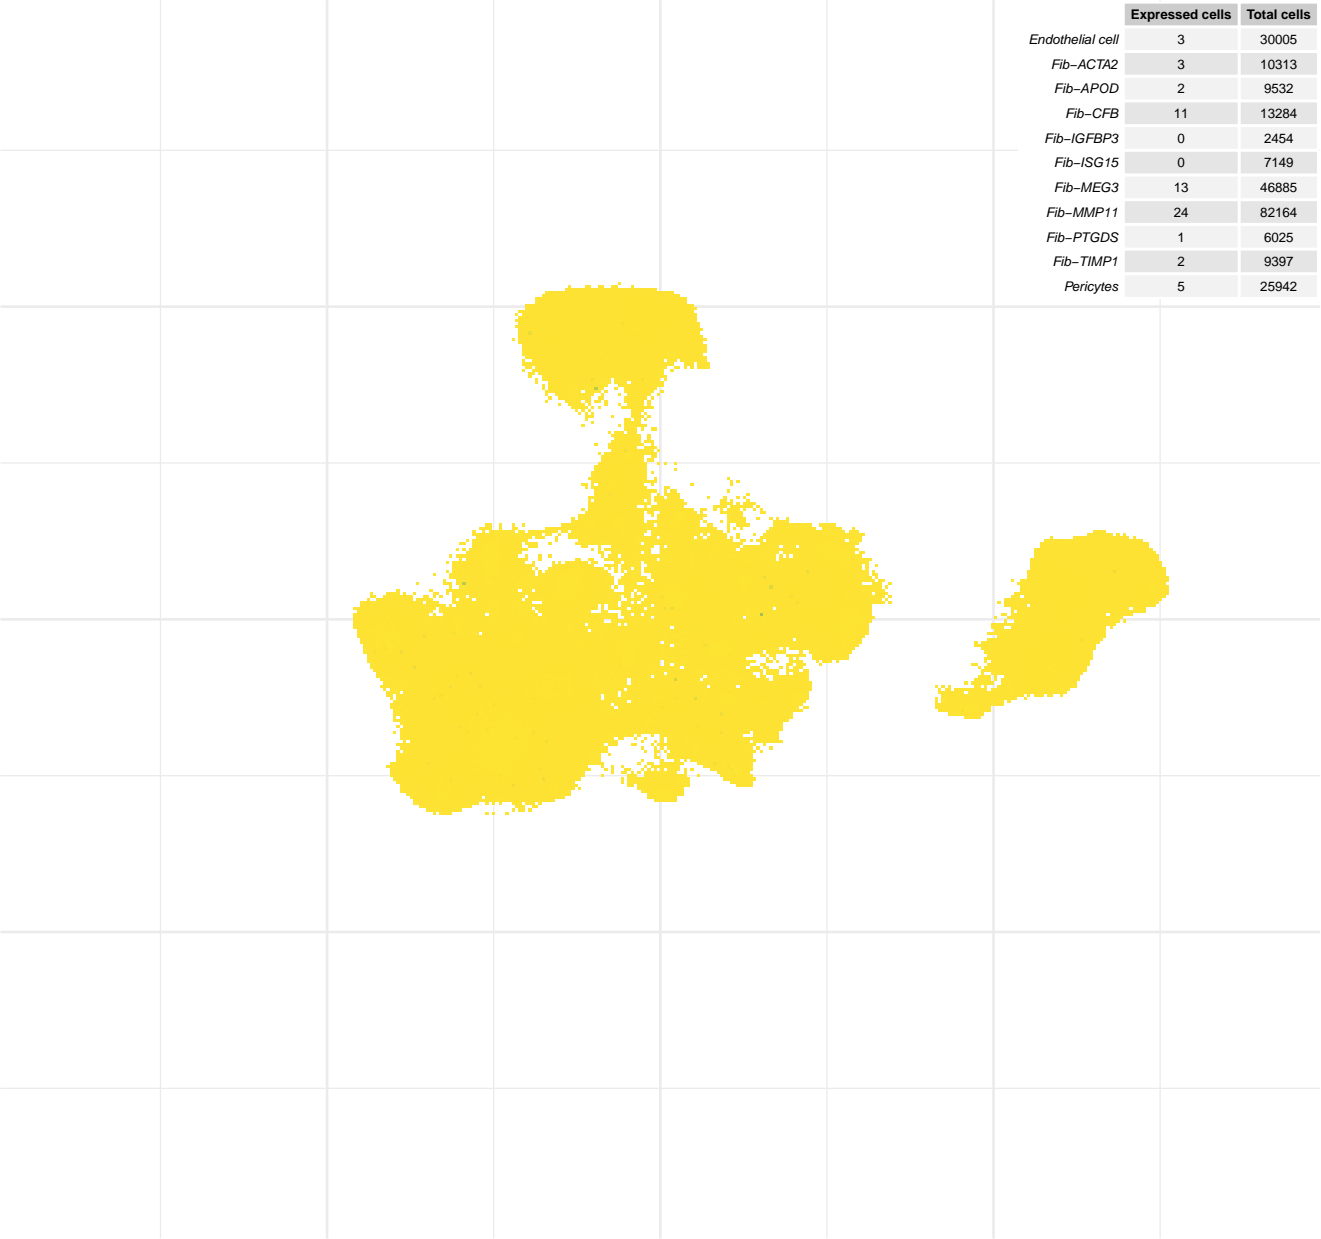 Expressed cells Total cells
Endothelial cell 3 30005
Fib−ACTA2 3 10313
Fib−APOD 2 9532
Fib−CFB 11 13284
Fib−IGFBP3 0 2454
Fib−ISG15 0 7149
Fib−MEG3 13 46885
Fib−MMP11 24 82164
Fib−PTGDS 1 6025
Fib−TIMP1 2 9397
Pericytes 5 25942